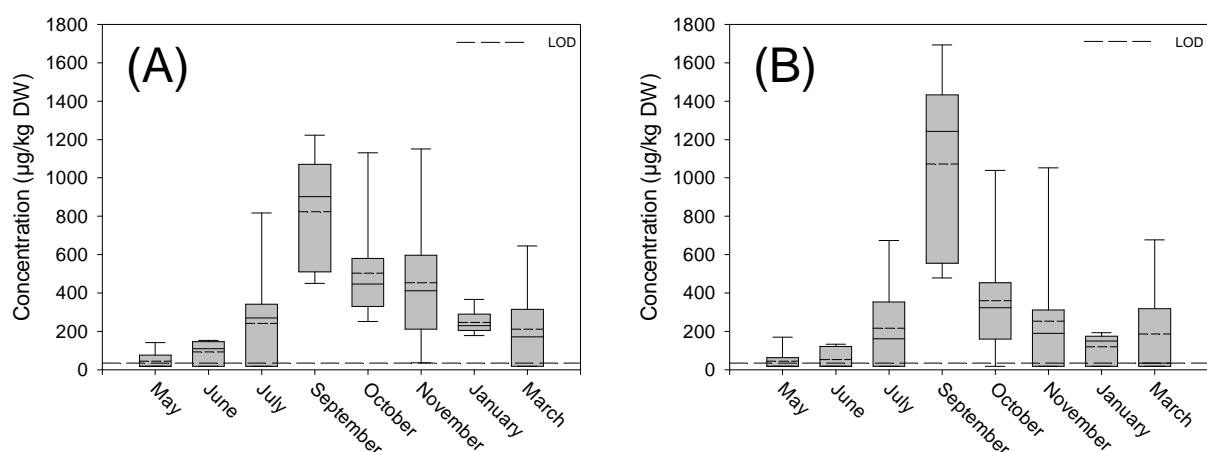 (A)
LOD
Concentration (µg/kg DW)
1800
1600
1400
1200
1000
800
600
400
200
0
May
June
July
September
October
November
January
March
(B)
LOD
Concentration (µg/kg DW)
1800
1600
1400
1200
1000
800
600
400
200
0
May
June
July
September
October
November
January
March